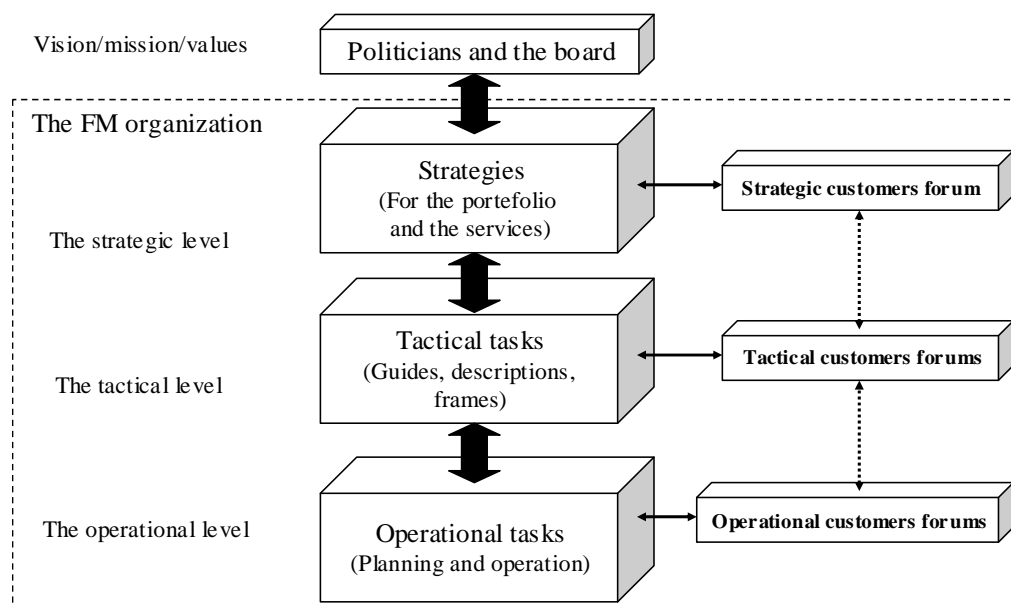 Vision/mission/values
Politicians and the board
The FM organization
Strategies
(For the portefolio
and the services)
Strategic customers forum
The strategic level
Tactical tasks
(Guides, descriptions,
frames)
Tactical customers forums
The tactical level
Operational tasks
(Planning and operation)
Operational customers forums
The operational level